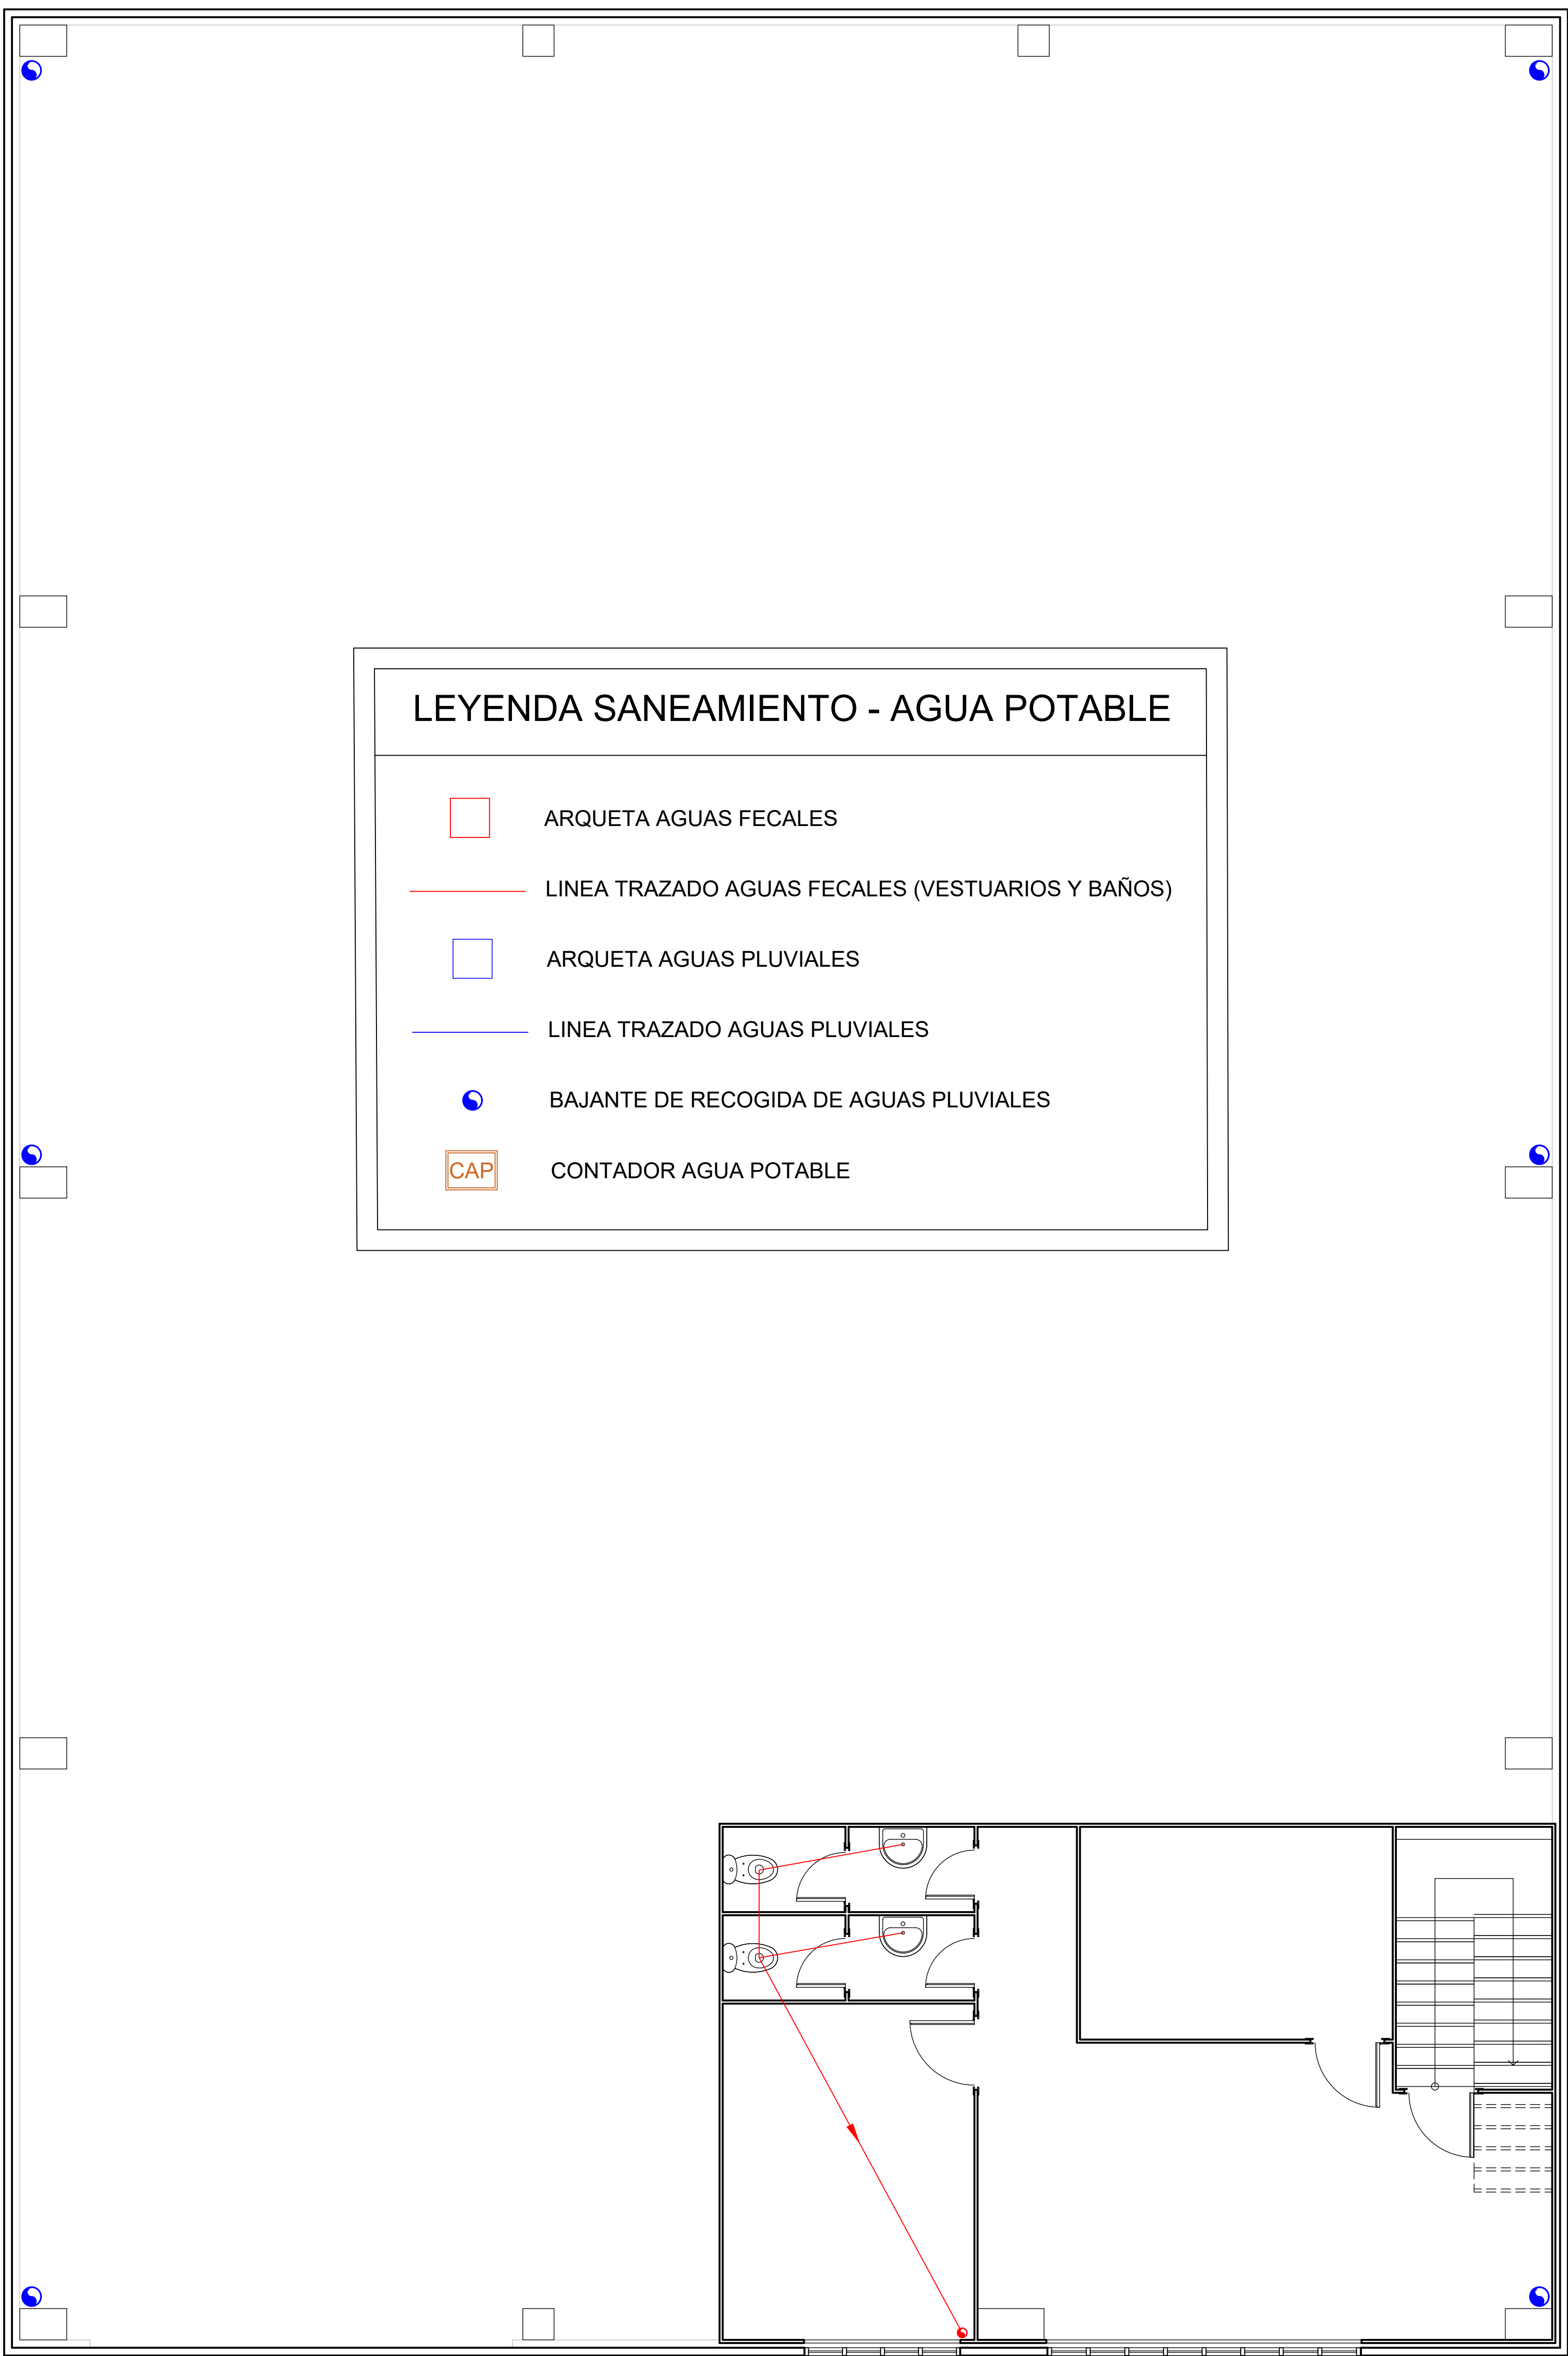 LEYENDA SANEAMIENTO - AGUA POTABLE
ARQUETA AGUAS FECALES
LINEA TRAZADO AGUAS FECALES (VESTUARIOS Y BAÑOS)
ARQUETA AGUAS PLUVIALES
LINEA TRAZADO AGUAS PLUVIALES
BAJANTE DE RECOGIDA DE AGUAS PLUVIALES
CAP CONTADOR AGUA POTABLE